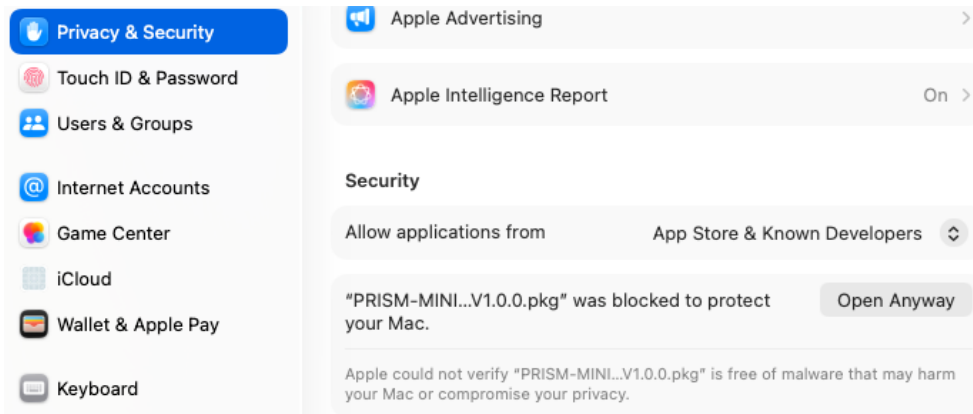 Privacy & Security
Touch ID & Password
Users & Groups
Internet Accounts
Game Center
iCloud
Wallet & Apple Pay
Keyboard
Apple Advertising
Apple Intelligence Report
On
Security
Allow applications from
App Store & Known Developers
"PRISM-MINI...V1.0.0.pkg" was blocked to protect
your Mac.
Open Anyway
Apple could not verify "PRISM-MINI...V1.0.0.pkg" is free of malware that may harm
your Mac or compromise your privacy.